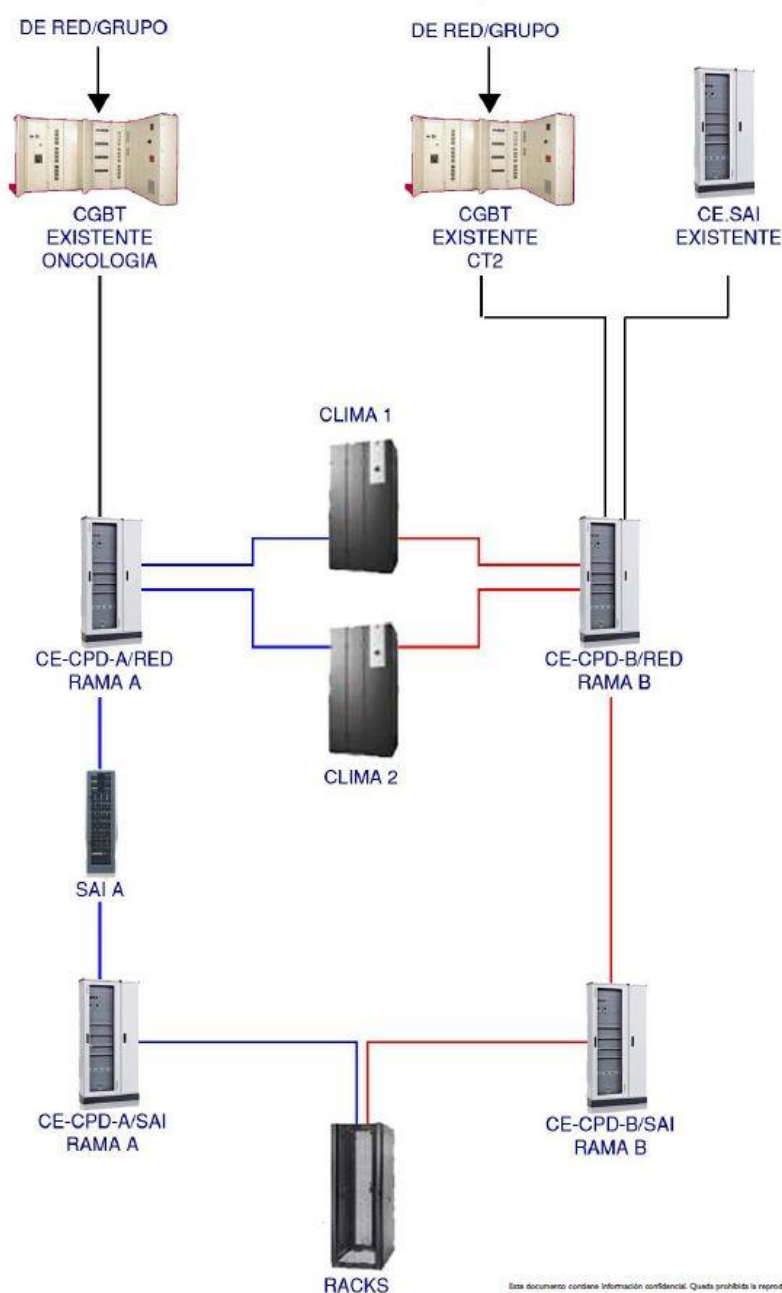 DE RED/GRUPO
DE RED/GRUPO
CGBT
EXISTENTE
ONCOLOGIA
CGBT
EXISTENTE
CT2
CE.SAI
EXISTENTE
CLIMA 1
CE-CPD-A/RED
RAMA A
CE-CPD-B/RED
RAMA B
CLIMA 2
SAI A
CE-CPD-A/SAI
RAMA A
CE-CPD-B/SAI
RAMA B
RACKS
Este documento contiene información confidencial. Queda prohibida la reprod